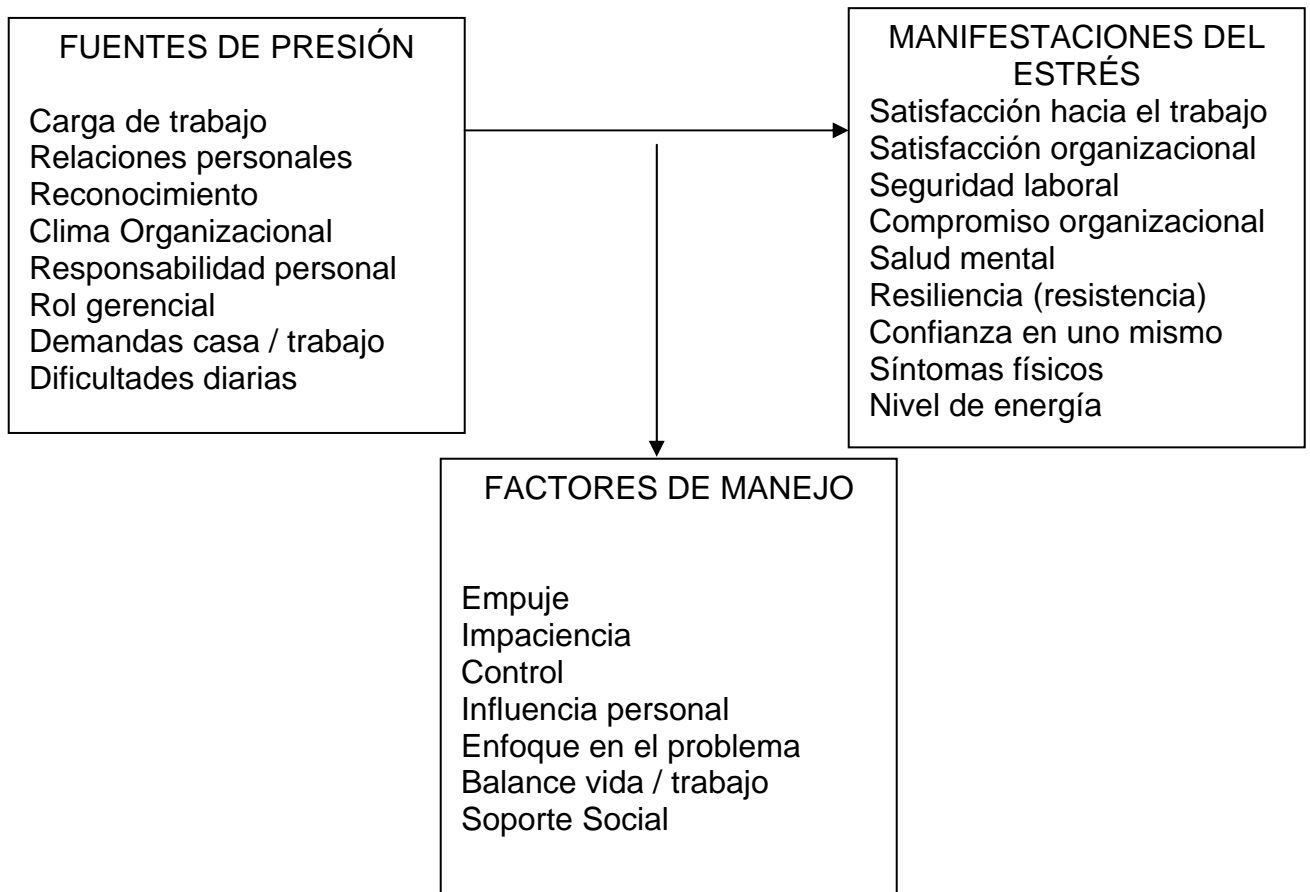 FUENTES DE PRESIÓN
Carga de trabajo
Relaciones personales
Reconocimiento
Clima Organizacional
Responsabilidad personal
Rol gerencial
Demandas casa / trabajo
Dificultades diarias
MANIFESTACIONES DEL
ESTRÉS
Satisfacción hacia el trabajo
Satisfacción organizacional
Seguridad laboral
Compromiso organizacional
Salud mental
Resiliencia (resistencia)
Confianza en uno mismo
Síntomas físicos
Nivel de energía
FACTORES DE MANEJO
Empuje
Impaciencia
Control
Influencia personal
Enfoque en el problema
Balance vida / trabajo
Soporte Social